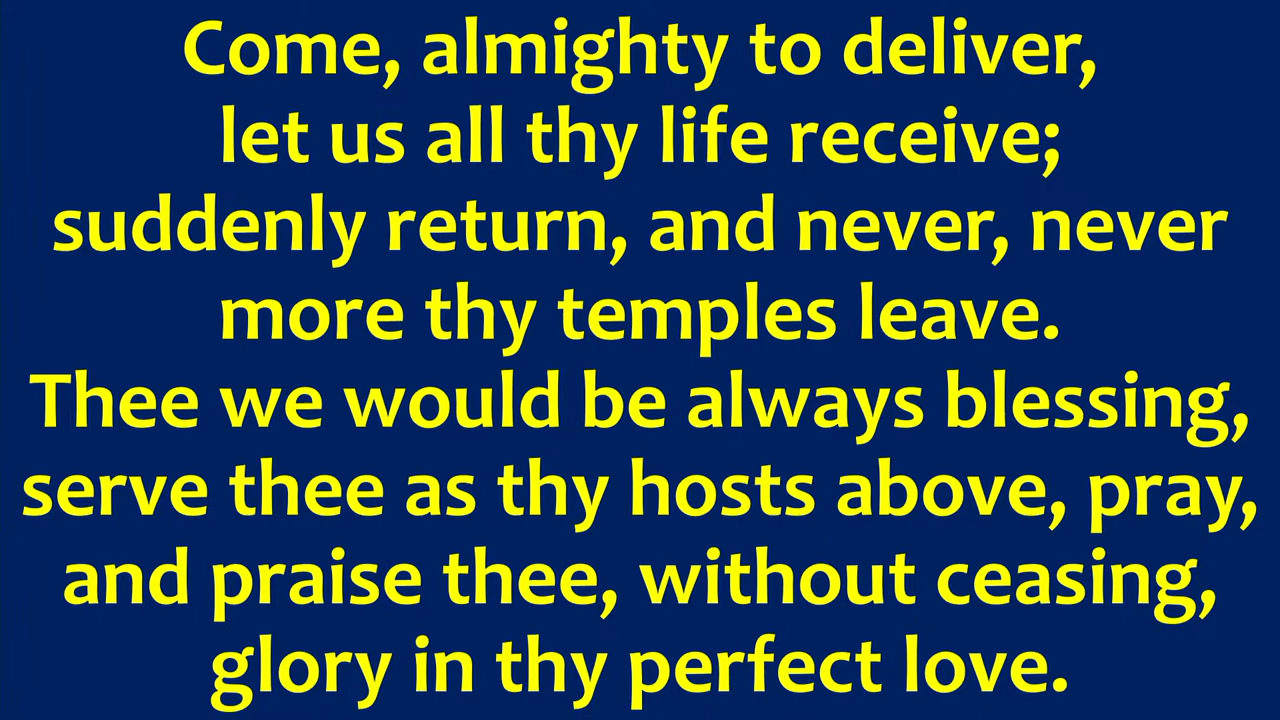 Come, almighty to deliver,
let us all thy life receive;
suddenly return, and never, never
more thy temples leave.
Thee we would be always blessing,
serve thee as thy hosts above, pray,
and praise thee, without ceasing,
glory in thy perfect love.